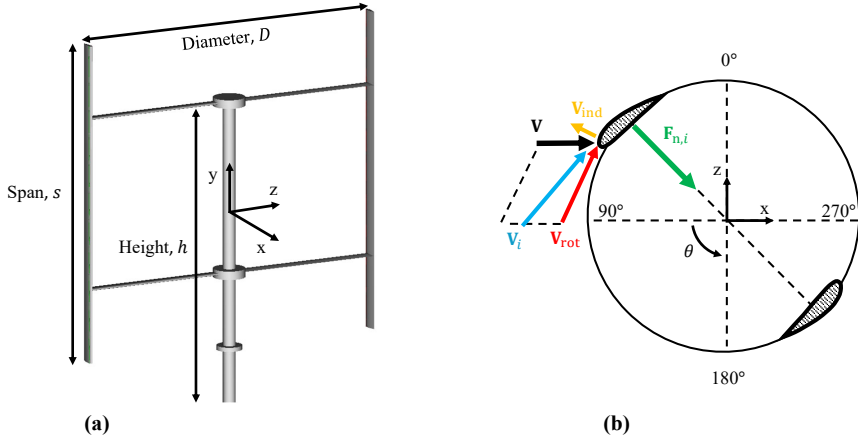 Diameter, D
Span, s
y
z
x
Height, h
(a)
0°
V_ind
V
F_n,i
z
x
90°
270°
V_i
V_rot
θ
180°
(b)